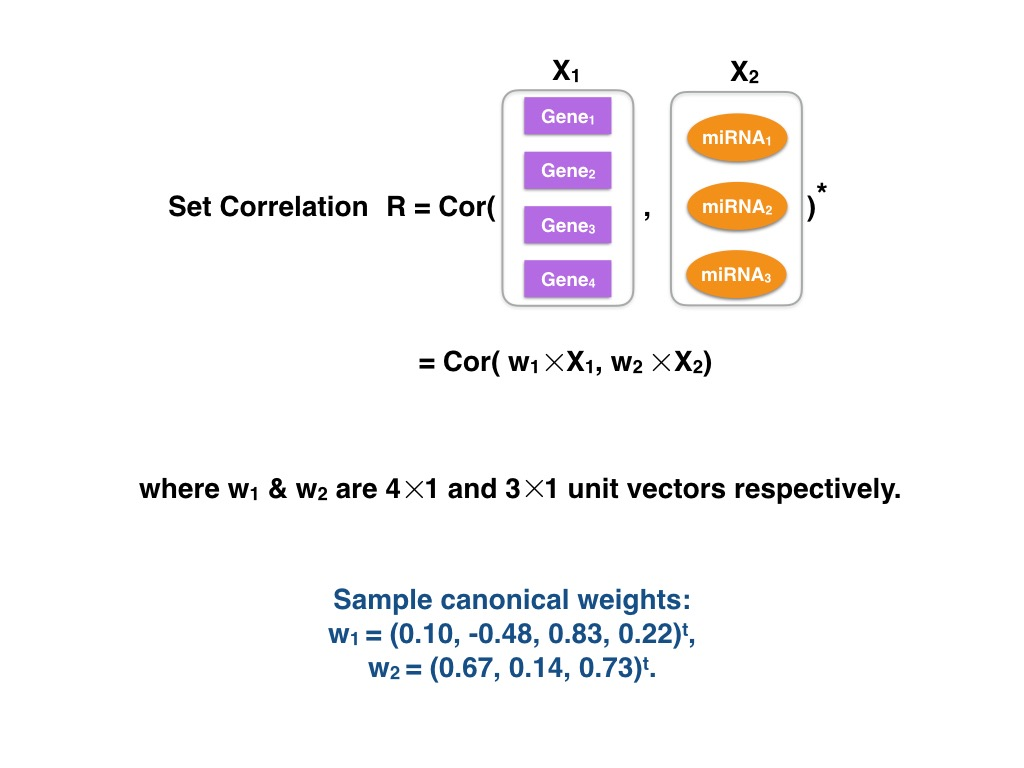 X₁ X₂
Gene₁
Gene₂
Gene₃
Gene₄
miRNA₁
miRNA₂
miRNA₃
Set Correlation R = Cor( , )*
= Cor( w₁×X₁, w₂ ×X₂)
where w₁ & w₂ are 4×1 and 3×1 unit vectors respectively.
Sample canonical weights:
w₁ = (0.10, -0.48, 0.83, 0.22)ᵗ,
w₂ = (0.67, 0.14, 0.73)ᵗ.